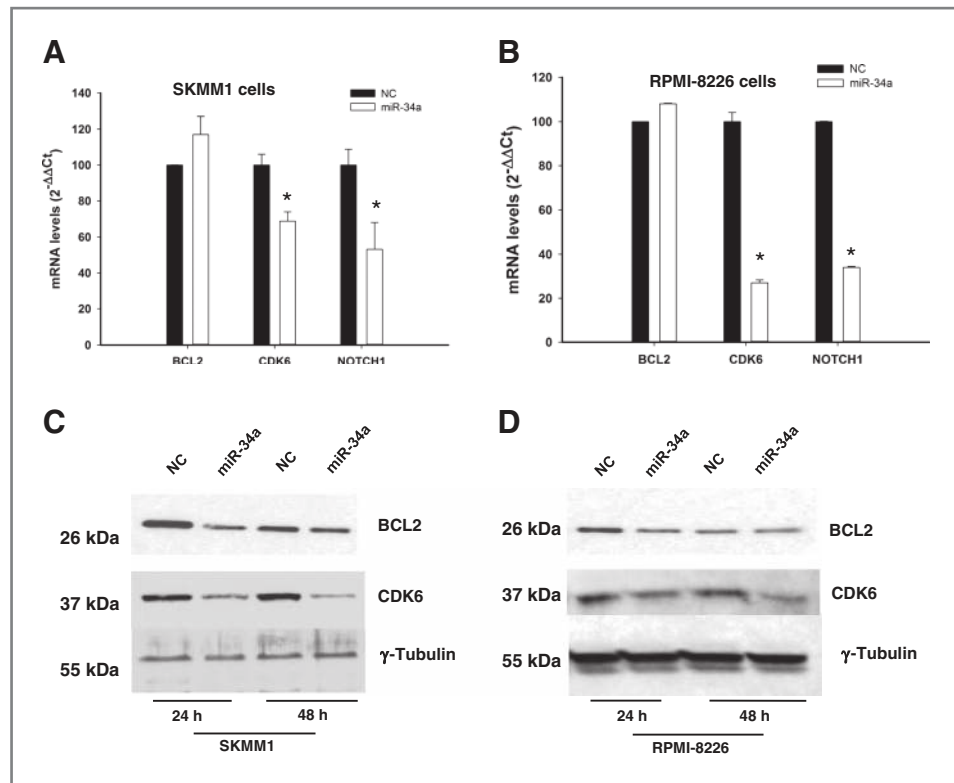 A
SKMM1 cells
NC
miR-34a
mRNA levels (2-ΔΔCt)
140
120
100
80
60
40
20
0
*
*
BCL2 CDK6 NOTCH1
B
RPMI-8226 cells
NC
miR-34a
mRNA levels (2-ΔΔCt)
120
100
80
60
40
20
0
*
*
BCL2 CDK6 NOTCH1
C
NC miR-34a NC miR-34a
26 kDa BCL2
37 kDa CDK6
55 kDa γ-Tubulin
24 h 48 h
SKMM1
D
NC miR-34a NC miR-34a
26 kDa BCL2
37 kDa CDK6
55 kDa γ-Tubulin
24 h 48 h
RPMI-8226